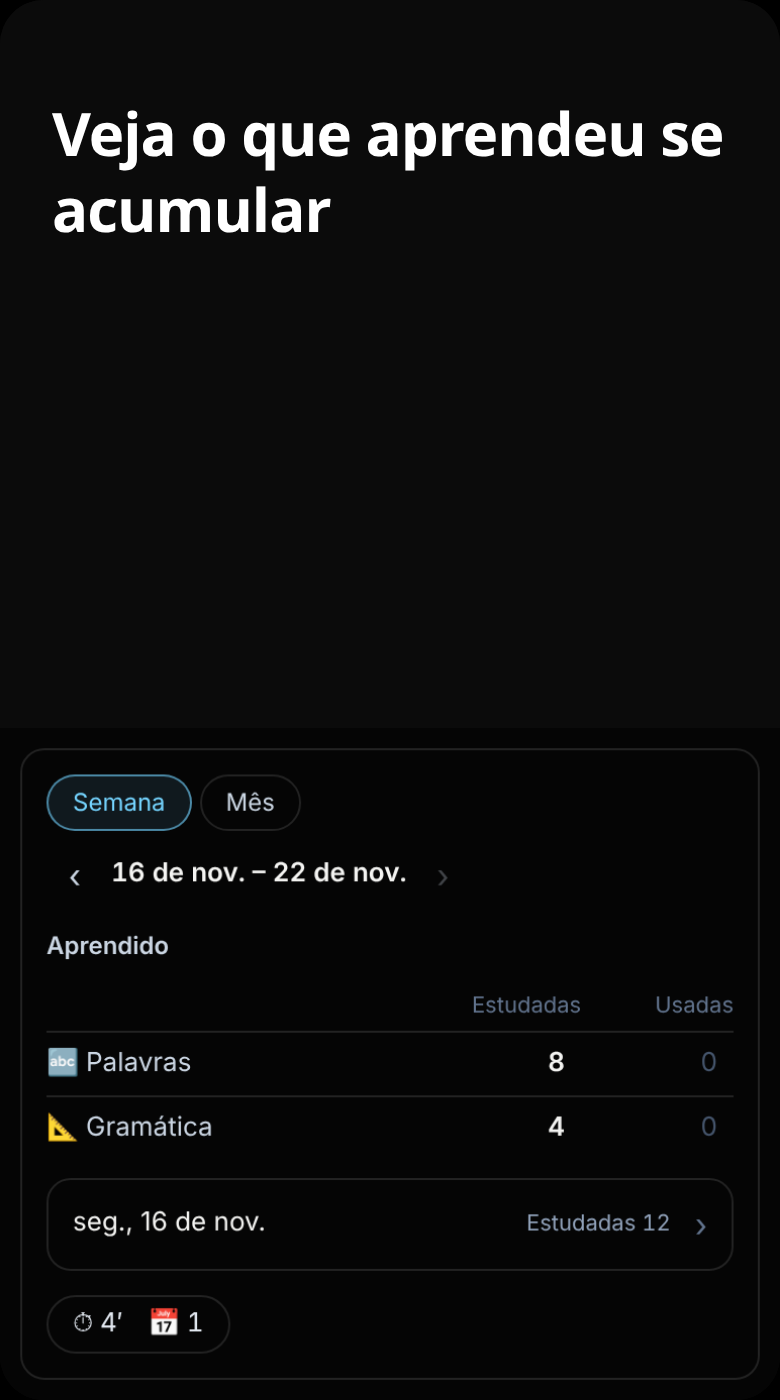 Veja o que aprendeu se
acumular
Semana Mês
‹ 16 de nov. – 22 de nov. ›
Aprendido
Estudadas Usadas
🔤 Palavras 8 0
📐 Gramática 4 0
seg., 16 de nov. Estudadas 12 ›
⏱ 4′ 📅 1